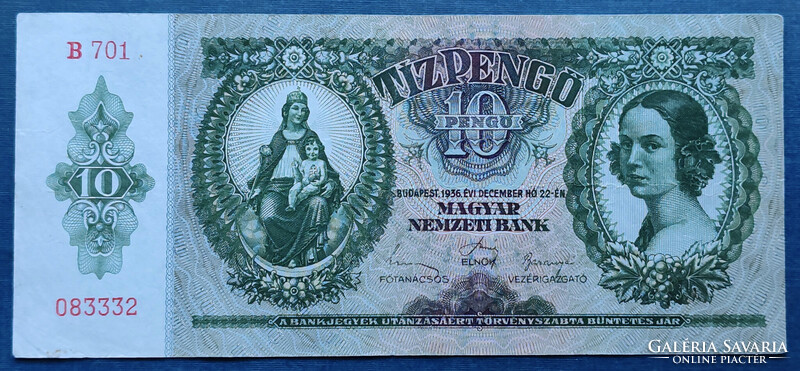 B 701
TÍZPENGŐ
10
PENGŐ
10
BUDAPEST, 1936. ÉVI DECEMBER HÓ 22-ÉN
MAGYAR
NEMZETI BANK
ELNÖK
FŐTANÁCSOS VEZÉRIGAZGATÓ
083332
A BANKJEGYEK UTÁNZÁSÁÉRT TÖRVÉNYSZABTA BÜNTETÉS JÁR
GALÉRIA SAVARIA
ONLINE PIACTÉR